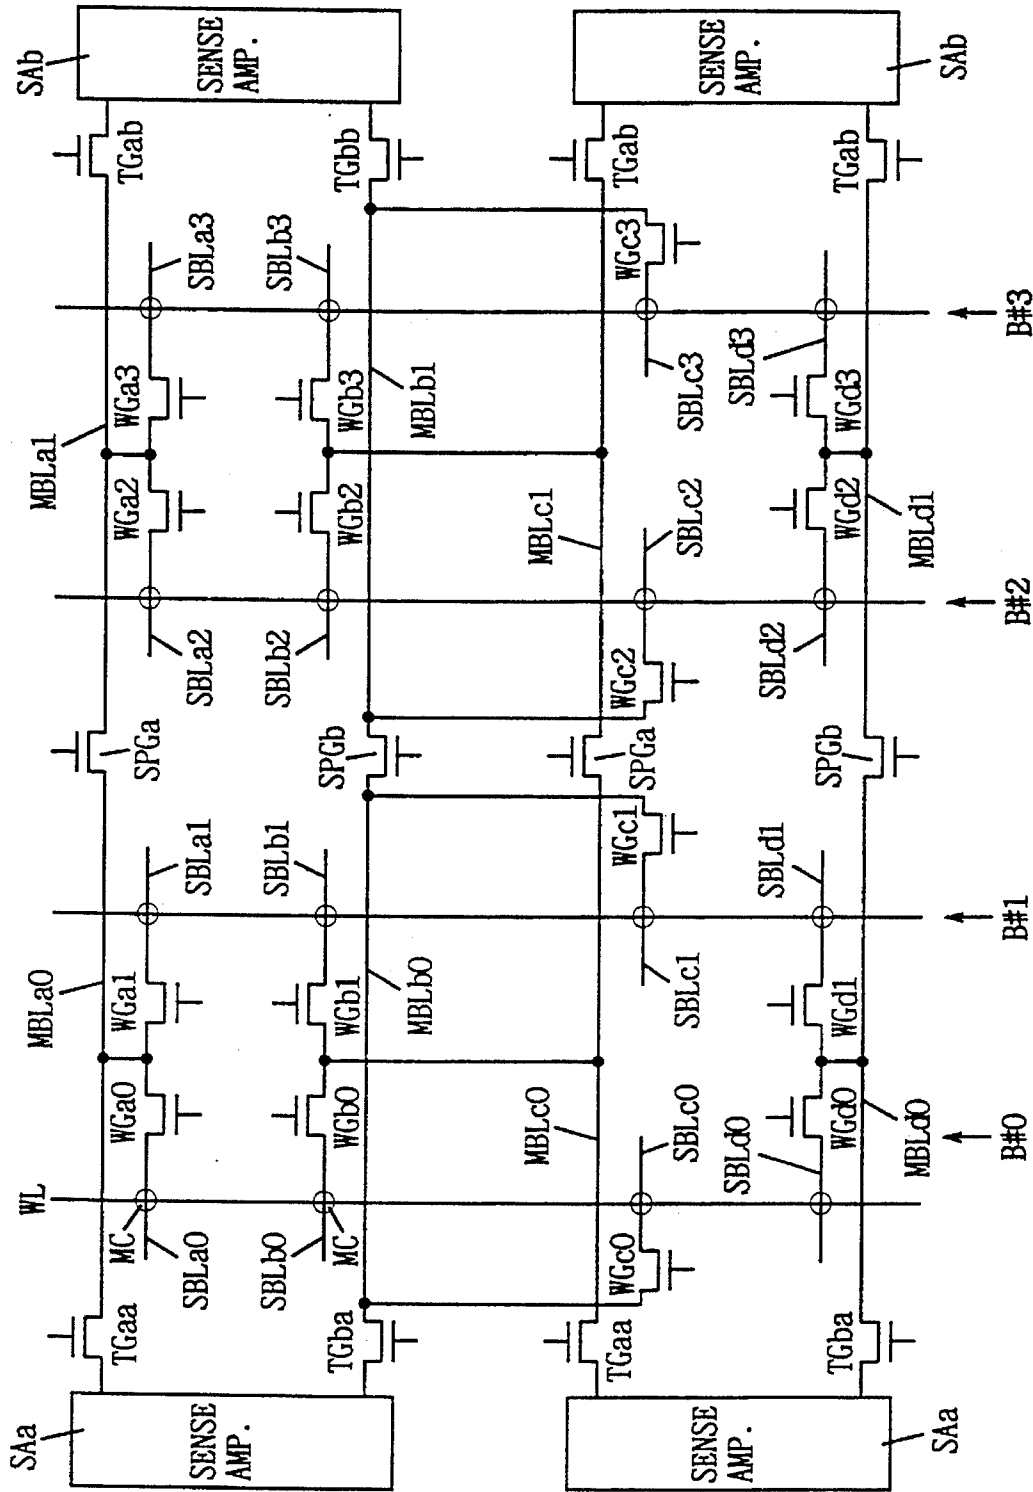 SAa
WL
MBLa0
MBLa1
SAb
TGaa
MC
WGa0
WGa1
SPGa
WGa2
WGa3
TGab
SBLa0
SBLa1
SBLa2
SBLa3
SENSE
AMP.
SENSE
AMP.
SBLb0
SBLb1
SBLb2
SBLb3
TGba
MC
WGb0
WGb1
SPGb
WGb2
WGb3
TGbb
MBLb0
MBLb1
MBLc0
MBLc1
TGaa
WGc0
WGc1
SPGa
WGc2
WGc3
TGab
SBLc0
SBLc1
SBLc2
SBLc3
SENSE
AMP.
SENSE
AMP.
SBLd0
SBLd1
SBLd2
SBLd3
TGba
WGd0
WGd1
SPGb
WGd2
WGd3
TGab
SAa
MBLd0
MBLd1
SAb
B#0
B#1
B#2
B#3